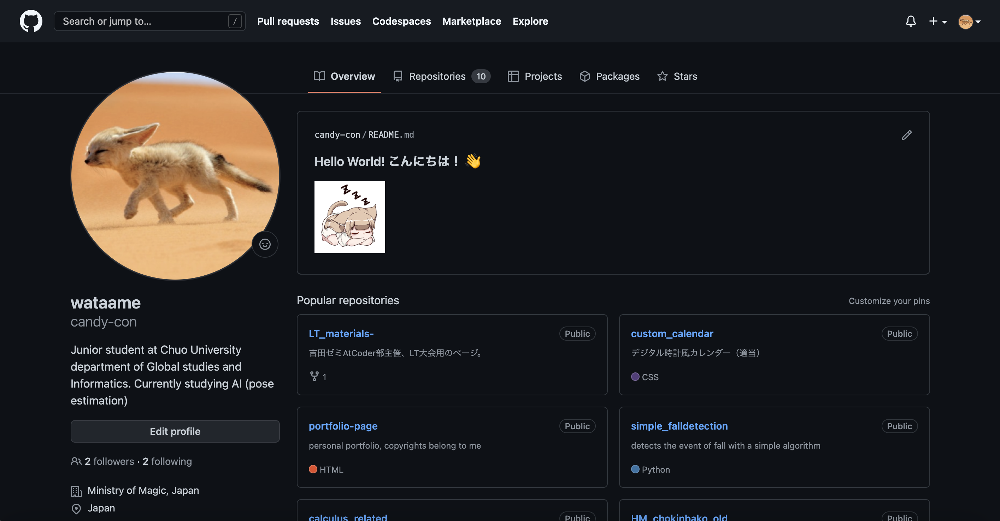 Search or jump to...
/
Pull requests
Issues
Codespaces
Marketplace
Explore
Overview
Repositories 10
Projects
Packages
Stars
candy-con/README.md
Hello World! こんにちは！ 👋
z z z
wataame
candy-con
Junior student at Chuo University
department of Global studies and
Informatics. Currently studying AI (pose
estimation)
Edit profile
2 followers · 2 following
Ministry of Magic, Japan
Japan
Popular repositories
Customize your pins
LT_materials-
Public
吉田ゼミAtCoder部主催、LT大会用のページ。
1
custom_calendar
Public
デジタル時計風カレンダー（適当）
CSS
portfolio-page
Public
personal portfolio, copyrights belong to me
HTML
simple_falldetection
Public
detects the event of fall with a simple algorithm
Python
calculus_related
Public
HM_chokinbako_old
Public